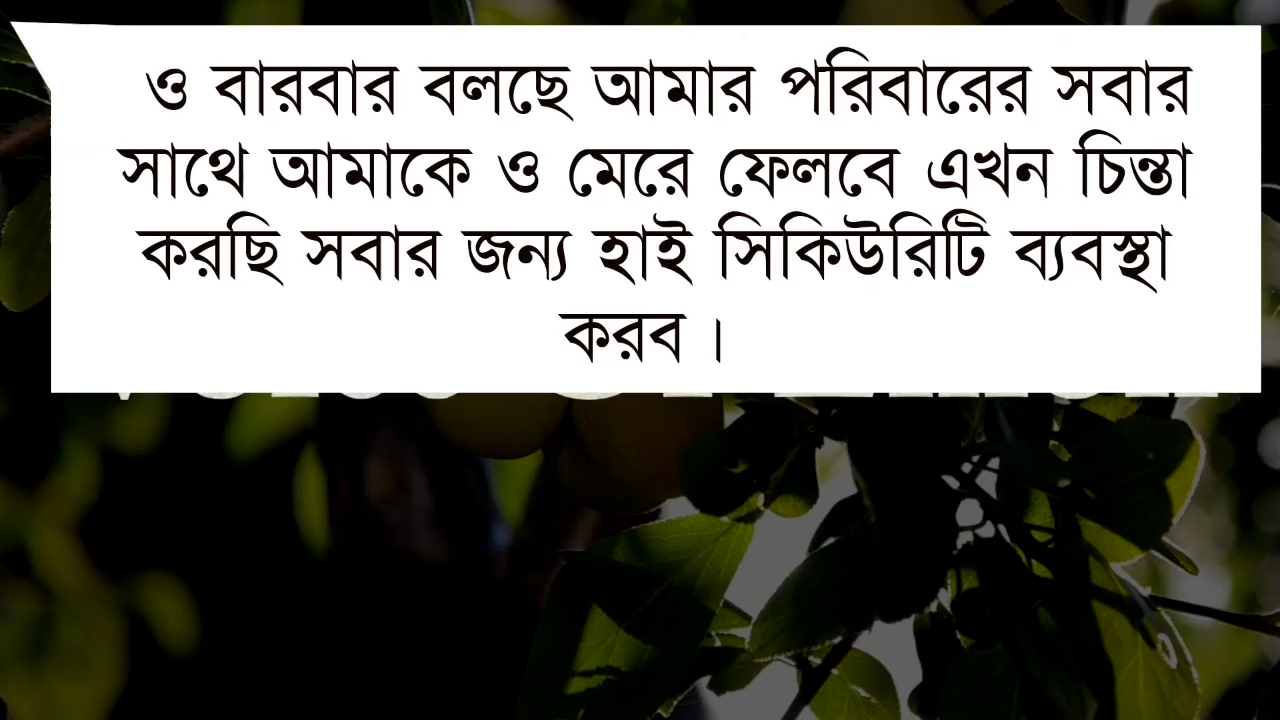 ও বারবার বলছে আমার পরিবারের সবার
সাথে আমাকে ও মেরে ফেলবে এখন চিন্তা
করছি সবার জন্য হাই সিকিউরিটি ব্যবস্থা
করব ।